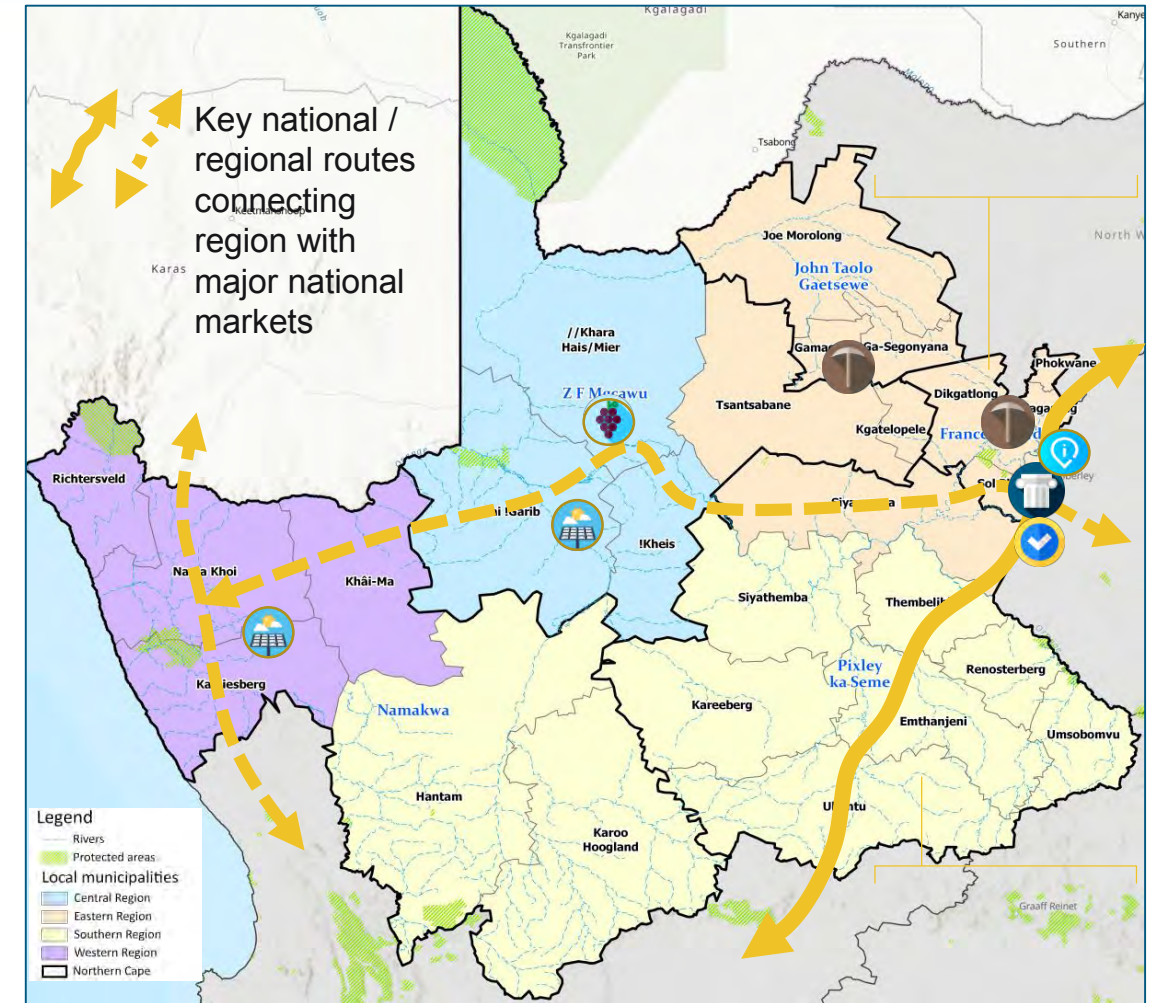 Kgalagadi
Kgalagadi
Transfrontier
Park
Southern
Molopo
Tsabong
Key national /
regional routes
connecting
region with
major national
markets
Keetmanshoop
Karas
Joe Morolong
John Taolo
Gaetsewe
//Khara
Hais/Mier
Ga-Segonyana
Phokwane
Z F Mgcawu
Tsantsabane
Dikgatlong
Kgatelopele
Richtersveld
!Kheis
Nama Khoi
Khâi-Ma
Siyathemba
Kamiesberg
Renosterberg
Pixley
ka Seme
Namakwa
Kareeberg
Emthanjeni
Umsobomvu
Hantam
Ubuntu
Karoo
Hoogland
Graaff Reinet
Legend
Rivers
Protected areas
Local municipalities
Central Region
Eastern Region
Southern Region
Western Region
Northern Cape